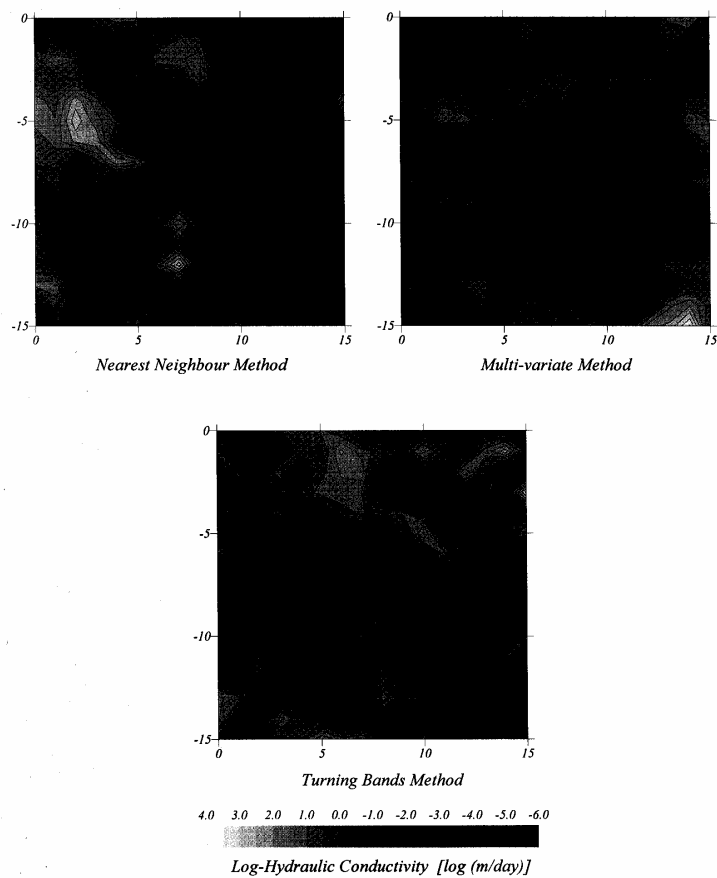 0
-5
-10
-15
0 5 10 15
Nearest Neighbour Method
0
-5
-10
-15
0 5 10 15
Multi-variate Method
0
-5
-10
-15
0 5 10 15
Turning Bands Method
4.0 3.0 2.0 1.0 0.0 -1.0 -2.0 -3.0 -4.0 -5.0 -6.0
Log-Hydraulic Conductivity [log (m/day)]